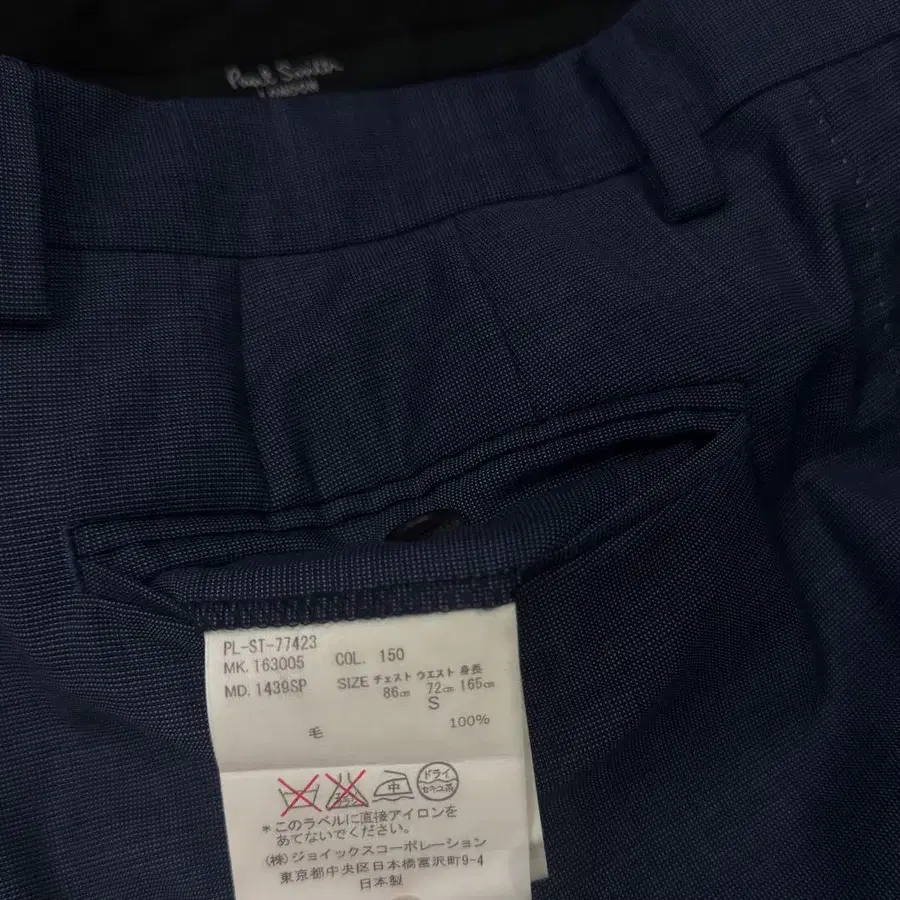 Paul Smith
LONDON
PL-ST-77423
MK. 163005 COL. 150
MD. 1439SP SIZE チェスト ウエスト 身長
86cm 72cm 165cm
S
毛 100%
中
ドライ
セキユ系
*このラベルに直接アイロンを
あてないでください。
(株)ジョイックスコーポレーション
東京都中央区日本橋富沢町9-4
日本製